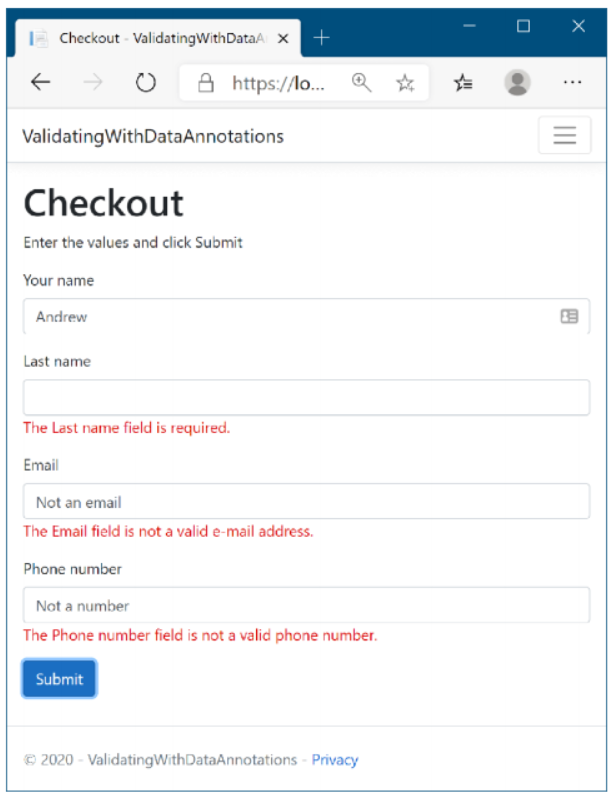 Checkout - ValidatingWithDataA
https://lo...
ValidatingWithDataAnnotations
Checkout
Enter the values and click Submit
Your name
Andrew
Last name
The Last name field is required.
Email
Not an email
The Email field is not a valid e-mail address.
Phone number
Not a number
The Phone number field is not a valid phone number.
Submit
© 2020 - ValidatingWithDataAnnotations - Privacy